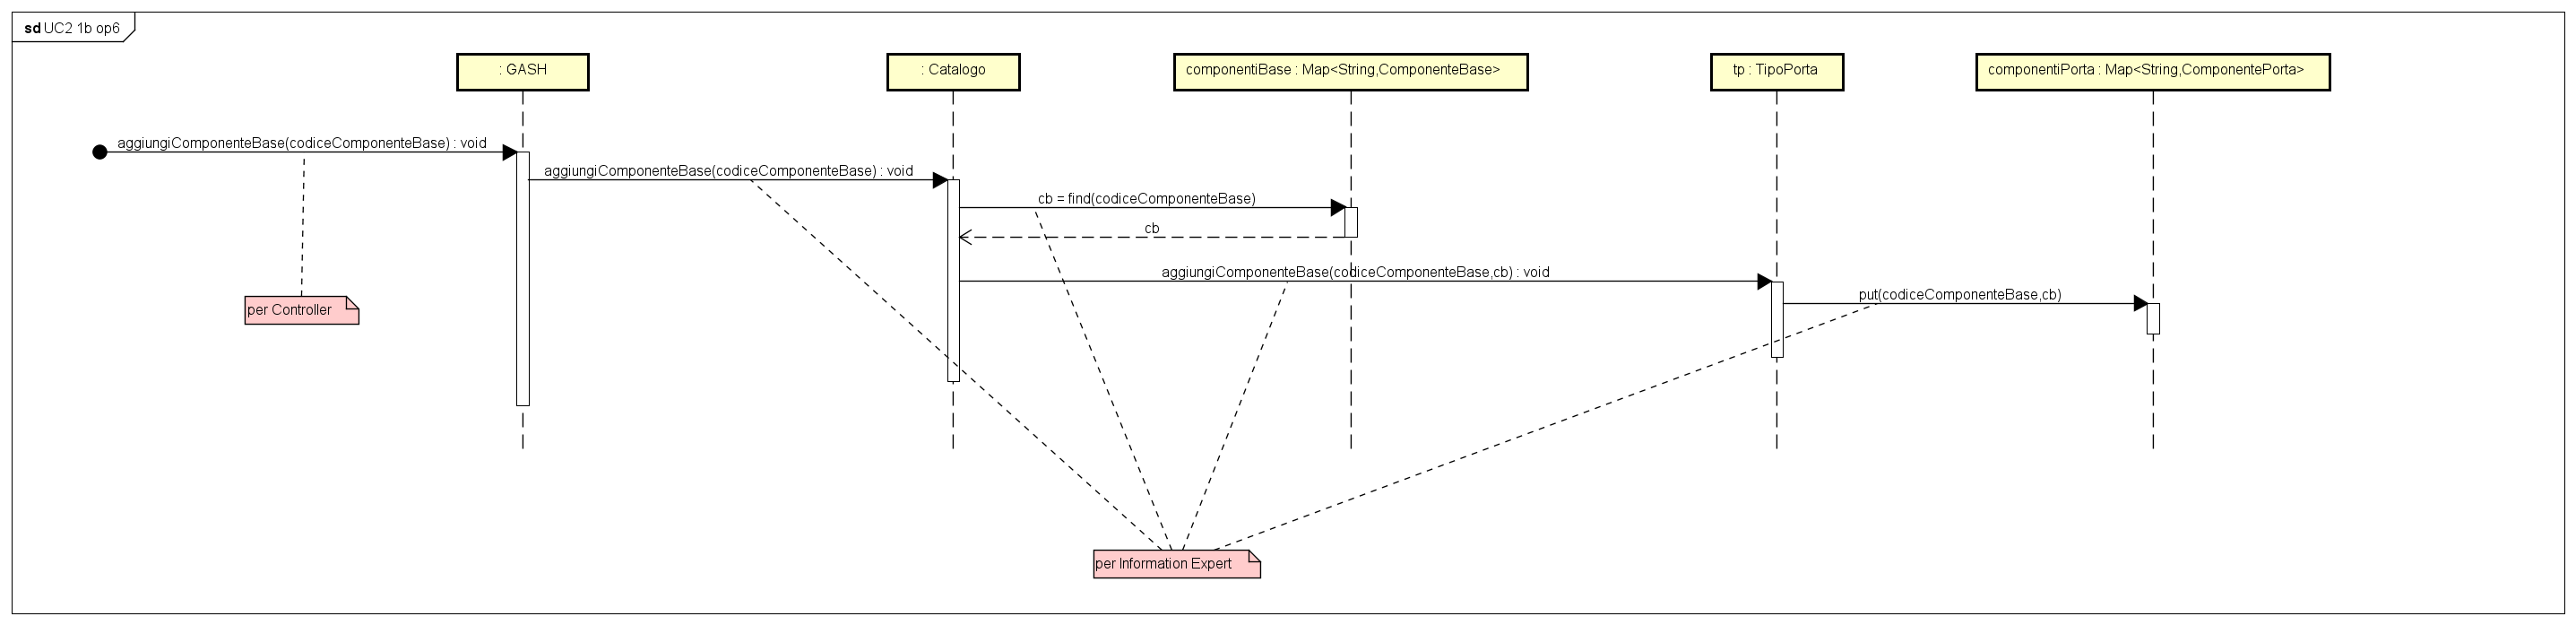 sd UC2 1b op6
: GASH
: Catalogo
componentiBase : Map<String,ComponenteBase>
tp : TipoPorta
componentiPorta : Map<String,ComponentePorta>
aggiungiComponenteBase(codiceComponenteBase) : void
aggiungiComponenteBase(codiceComponenteBase) : void
cb = find(codiceComponenteBase)
cb
aggiungiComponenteBase(codiceComponenteBase,cb) : void
put(codiceComponenteBase,cb)
per Controller
per Information Expert